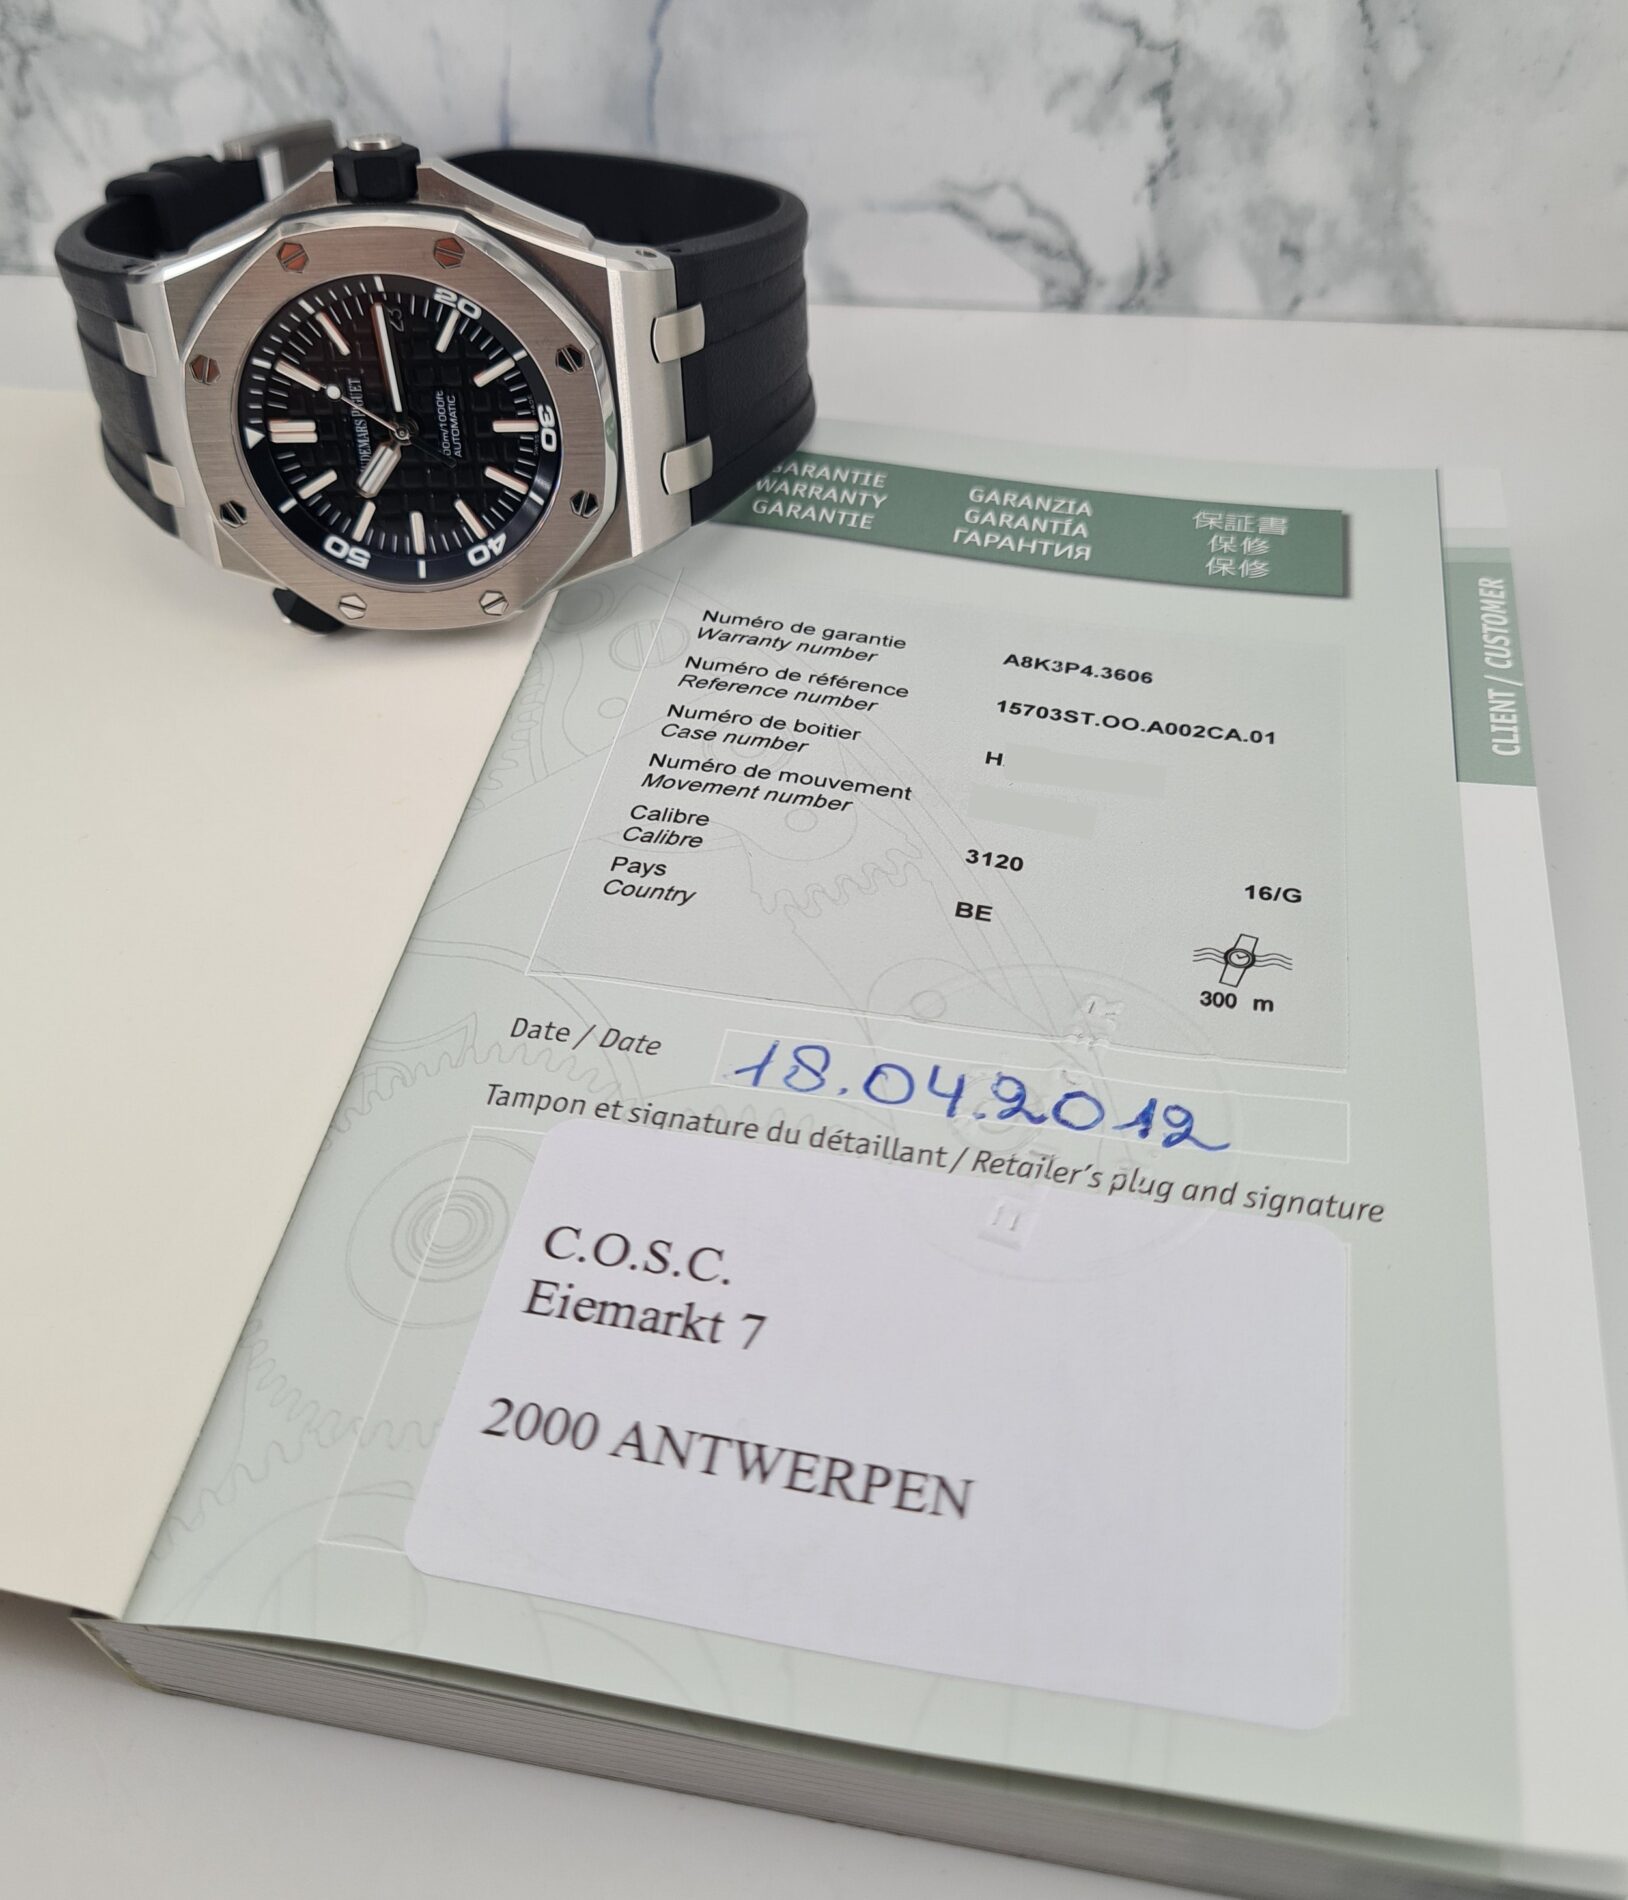 20
30
40
50
23
AUDEMARS PIGUET
300m/1000ft
AUTOMATIC
GARANTIE
WARRANTY
GARANTIE
GARANZIA
GARANTÍA
ГАРАНТИЯ
保証書
保修
保修
CLIENT / CUSTOMER
Numéro de garantie
Warranty number
A8K3P4.3606
Numéro de référence
Reference number
15703ST.OO.A002CA.01
Numéro de boitier
Case number
H
Numéro de mouvement
Movement number
Calibre
Calibre
3120
16/G
Pays
Country
BE
300 m
Date / Date
18.04.2012
Tampon et signature du détaillant / Retailer's plug and signature
C.O.S.C.
Eiemarkt 7
2000 ANTWERPEN